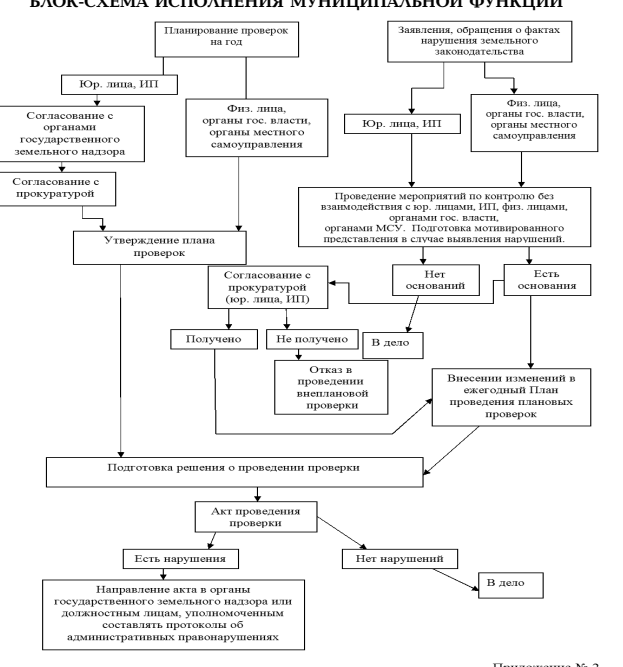 БЛОК-СХЕМА ИСПОЛНЕНИЯ МУНИЦИПАЛЬНОЙ ФУНКЦИИ
Планирование проверок
на год
Заявления, обращения о фактах
нарушения земельного
законодательства
Юр. лица, ИП
Физ. лица,
органы гос. власти,
органы местного
самоуправления
Юр. лица, ИП
Физ. лица,
органы гос. власти,
органы местного
самоуправления
Согласование с
органами
государственного
земельного надзора
Согласование с
прокуратурой
Проведение мероприятий по контролю без
взаимодействия с юр. лицами, ИП, физ. лицами,
органами гос. власти,
органами МСУ. Подготовка мотивированного
представления в случае выявления нарушений.
Утверждение плана
проверок
Согласование с
прокуратурой
(юр. лица, ИП)
Нет
оснований
Есть
основания
Получено
Не получено
В дело
Отказ в
проведении
внеплановой
проверки
Внесении изменений в
ежегодный План
проведения плановых
проверок
Подготовка решения о проведении проверки
Акт проведения
проверки
Есть нарушения
Нет нарушений
Направление акта в органы
государственного земельного надзора или
должностным лицам, уполномоченным
составлять протоколы об
административных правонарушениях
В дело
Приложение № 2